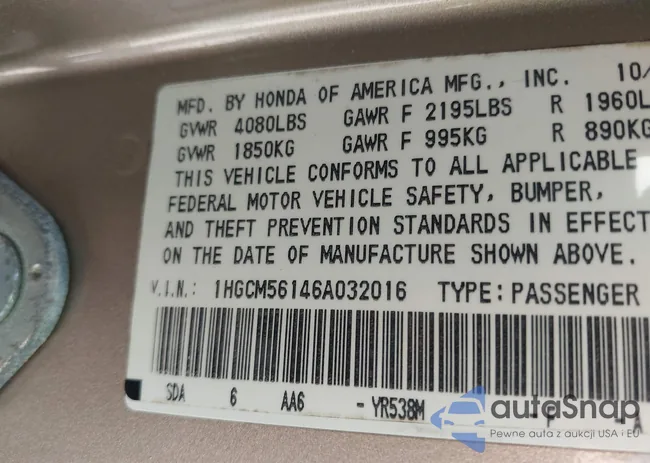 MFD. BY HONDA OF AMERICA MFG., INC. 10/
GVWR 4080LBS GAWR F 2195LBS R 1960L
GVWR 1850KG GAWR F 995KG R 890KG
THIS VEHICLE CONFORMS TO ALL APPLICABLE
FEDERAL MOTOR VEHICLE SAFETY, BUMPER,
AND THEFT PREVENTION STANDARDS IN EFFECT
ON THE DATE OF MANUFACTURE SHOWN ABOVE.
V.I.N.: 1HGCM56146A032016 TYPE: PASSENGER
SDA 6 AA6 - YR538M
autoSnap
Pewne auta z aukcji USA i EU